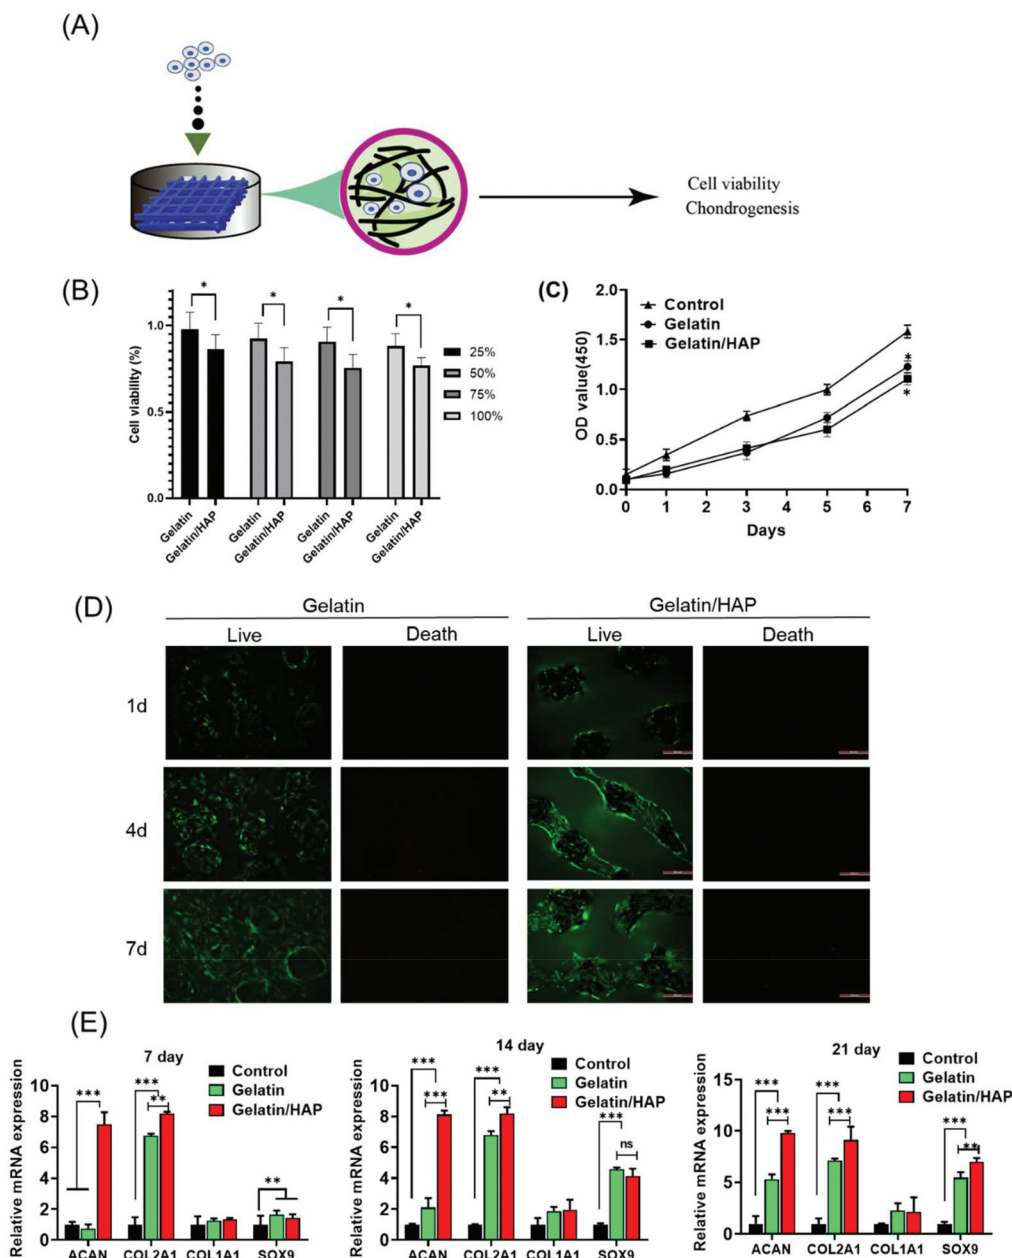 (A)
Cell viability
Chondrogenesis
(B)
Cell viability (%)
1.0
0.5
0.0
*
*
*
*
Gelatin
Gelatin/HAP
Gelatin
Gelatin/HAP
Gelatin
Gelatin/HAP
Gelatin
Gelatin/HAP
25%
50%
75%
100%
(C)
OD value(450)
2.0
1.5
1.0
0.5
0.0
Control
Gelatin
Gelatin/HAP
*
*
0 1 2 3 4 5 6 7
Days
(D)
Gelatin Gelatin/HAP
Live Death Live Death
1d
4d
7d
(E)
7 day
Relative mRNA expression
10
8
6
4
2
0
Control
Gelatin
Gelatin/HAP
***
***
**
**
ACAN COL2A1 COL1A1 SOX9
14 day
Relative mRNA expression
10
8
6
4
2
0
Control
Gelatin
Gelatin/HAP
***
***
***
**
***
ns
ACAN COL2A1 COL1A1 SOX9
21 day
Relative mRNA expression
15
10
5
0
Control
Gelatin
Gelatin/HAP
***
***
***
***
***
**
ACAN COL2A1 COL1A1 SOX9